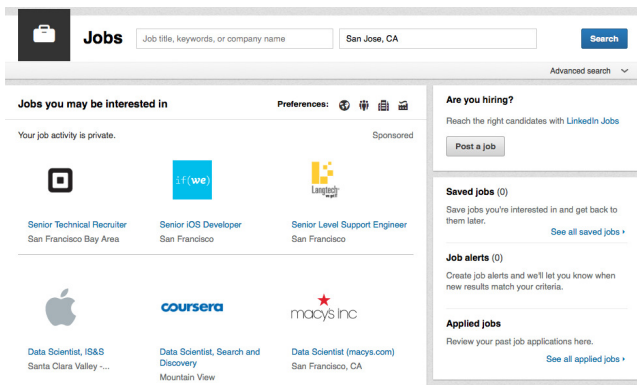 Jobs
Job title, keywords, or company name
San Jose, CA
Search
Advanced search
Jobs you may be interested in
Preferences:
Your job activity is private.
Sponsored
if(we)
Longtech
Senior Technical Recruiter
San Francisco Bay Area
Senior iOS Developer
San Francisco
Senior Level Support Engineer
San Francisco
coursera
macy's inc
Data Scientist, IS&S
Santa Clara Valley -...
Data Scientist, Search and
Discovery
Mountain View
Data Scientist (macys.com)
San Francisco, CA
Are you hiring?
Reach the right candidates with LinkedIn Jobs
Post a job
Saved jobs (0)
Save jobs you're interested in and get back to
them later.
See all saved jobs ›
Job alerts (0)
Create job alerts and we'll let you know when
new results match your criteria.
Applied jobs
Review your past job applications here.
See all applied jobs ›